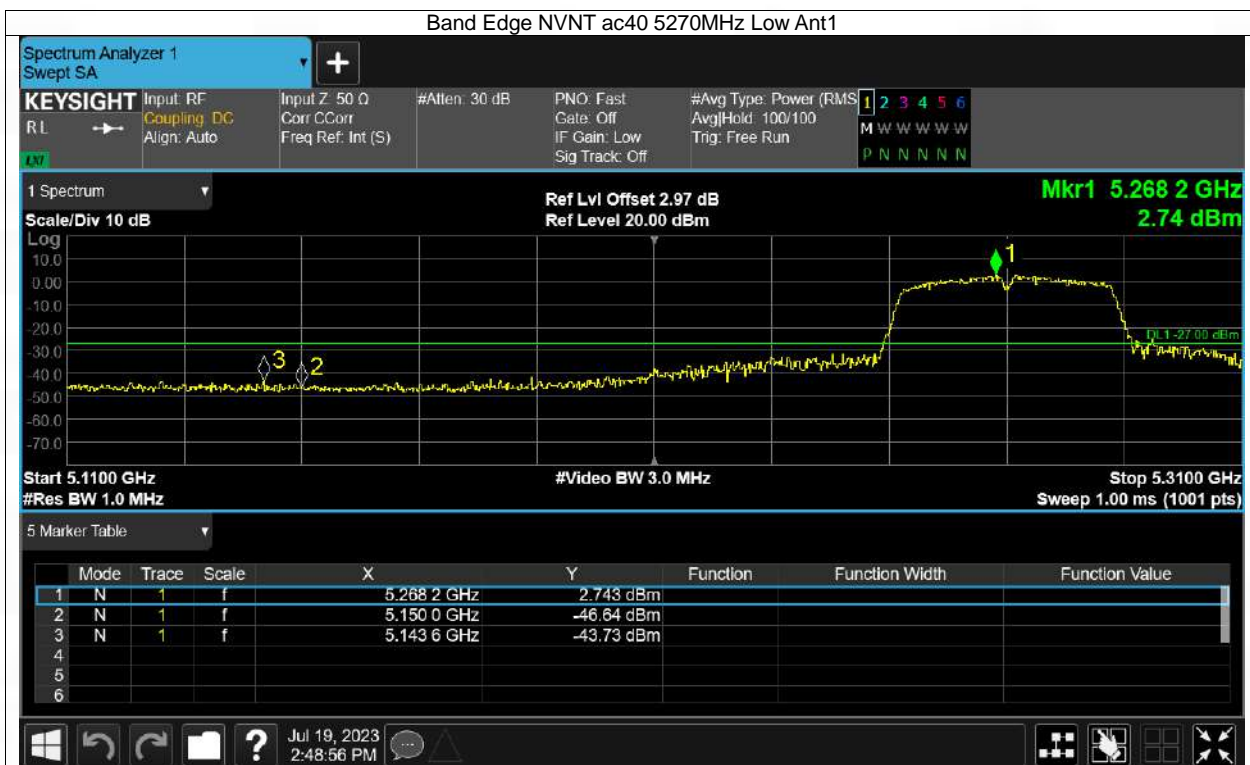 Band Edge NVNT ac40 5270MHz Low Ant1
Spectrum Analyzer 1
Swept SA
+
KEYSIGHT Input: RF Input Z: 50 Ω #Atten: 30 dB PNO: Fast #Avg Type: Power (RMS 1 2 3 4 5 6
RL Coupling: DC Corr CCorr Gate: Off Avg|Hold: 100/100 M W W W W W
Align: Auto Freq Ref: Int (S) IF Gain: Low Trig: Free Run
LXI Sig Track: Off P N N N N N
1 Spectrum Ref Lvl Offset 2.97 dB Mkr1 5.268 2 GHz
Scale/Div 10 dB Ref Level 20.00 dBm 2.74 dBm
Log
10.0
0.00
-10.0
-20.0
-30.0
-40.0
-50.0
-60.0
-70.0
1
DL1 -27.00 dBm
3 2
Start 5.1100 GHz #Video BW 3.0 MHz Stop 5.3100 GHz
#Res BW 1.0 MHz Sweep 1.00 ms (1001 pts)
5 Marker Table
Mode Trace Scale X Y Function Function Width Function Value
1 N 1 f 5.268 2 GHz 2.743 dBm
2 N 1 f 5.150 0 GHz -46.64 dBm
3 N 1 f 5.143 6 GHz -43.73 dBm
4
5
6
? Jul 19, 2023
2:48:56 PM